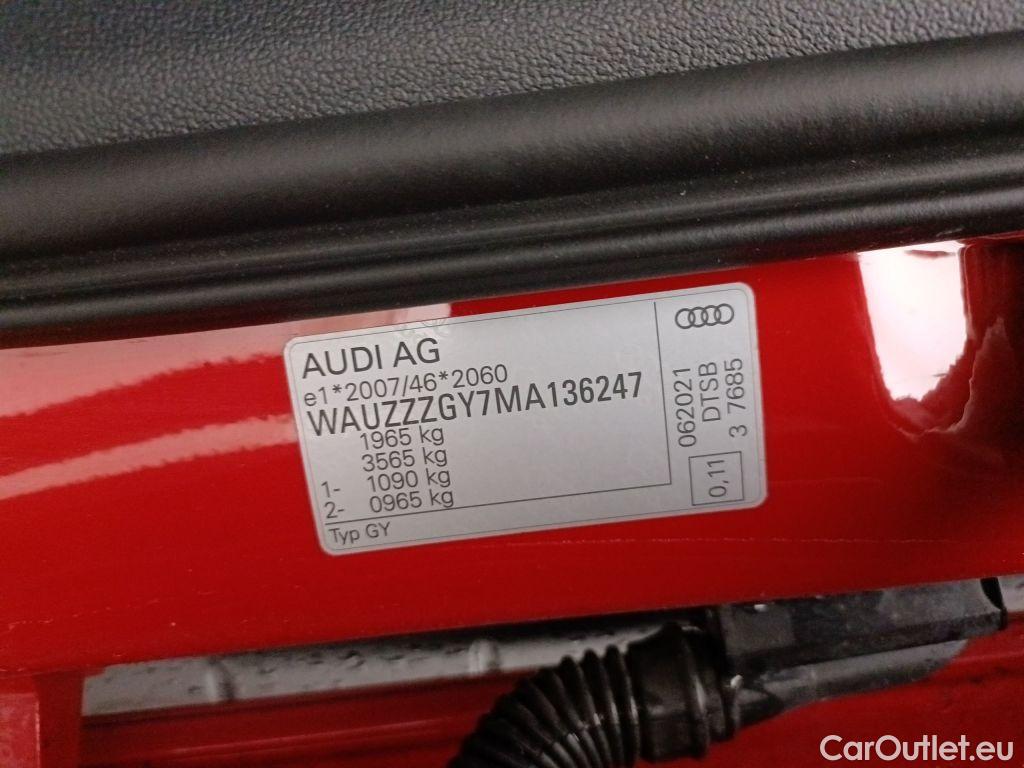 AUDI AG
e1*2007/46*2060
WAUZZZGY7MA136247
1965 kg
3565 kg
1- 1090 kg
2- 0965 kg
Typ GY
062021
DTSB
3 7685
0,11
CarOutlet.eu